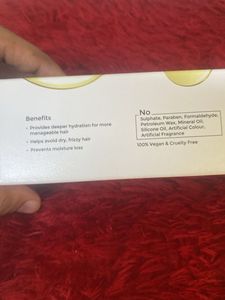 Benefits
• Provides deeper hydration for more
manageable hair
• Helps avoid dry, frizzy hair
• Prevents moisture loss
No
Sulphate, Paraben, Formaldehyde,
Petroleum Wax, Mineral Oil,
Silicone Oil, Artificial Colour,
Artificial Fragrance
100% Vegan & Cruelty Free